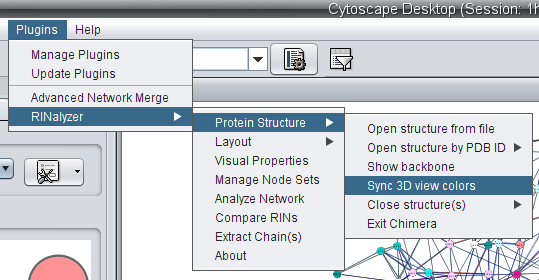 Cytoscape Desktop (Session: 1h
Plugins Help
Manage Plugins
Update Plugins
Advanced Network Merge
RINalyzer
Protein Structure
Layout
Visual Properties
Manage Node Sets
Analyze Network
Compare RINs
Extract Chain(s)
About
Open structure from file
Open structure by PDB ID
Show backbone
Sync 3D view colors
Close structure(s)
Exit Chimera